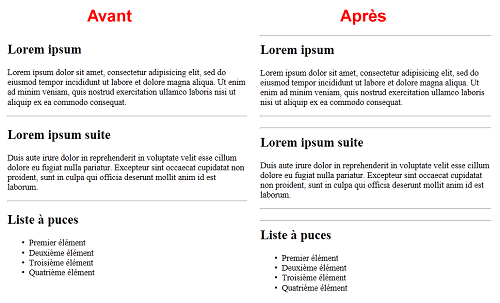 Avant
Lorem ipsum
Lorem ipsum dolor sit amet, consectetur adipisicing elit, sed do
eiusmod tempor incididunt ut labore et dolore magna aliqua. Ut enim
ad minim veniam, quis nostrud exercitation ullamco laboris nisi ut
aliquip ex ea commodo consequat.
Lorem ipsum suite
Duis aute irure dolor in reprehenderit in voluptate velit esse cillum
dolore eu fugiat nulla pariatur. Excepteur sint occaecat cupidatat non
proident, sunt in culpa qui officia deserunt mollit anim id est
laborum.
Liste à puces
• Premier élément
• Deuxième élément
• Troisième élément
• Quatrième élément
Après
Lorem ipsum
Lorem ipsum dolor sit amet, consectetur adipisicing elit, sed do
eiusmod tempor incididunt ut labore et dolore magna aliqua. Ut enim
ad minim veniam, quis nostrud exercitation ullamco laboris nisi ut
aliquip ex ea commodo consequat.
Lorem ipsum suite
Duis aute irure dolor in reprehenderit in voluptate velit esse cillum
dolore eu fugiat nulla pariatur. Excepteur sint occaecat cupidatat non
proident, sunt in culpa qui officia deserunt mollit anim id est
laborum.
Liste à puces
• Premier élément
• Deuxième élément
• Troisième élément
• Quatrième élément